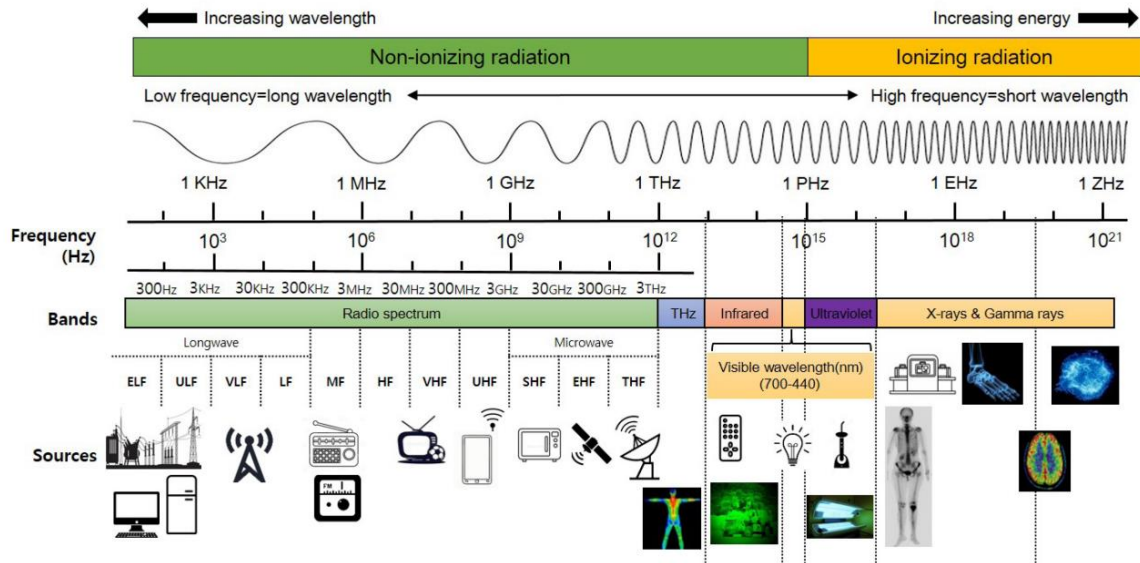 Increasing wavelength Increasing energy
Non-ionizing radiation Ionizing radiation
Low frequency=long wavelength High frequency=short wavelength
1 KHz 1 MHz 1 GHz 1 THz 1 PHz 1 EHz 1 ZHz
Frequency
(Hz)
10³ 10⁶ 10⁹ 10¹² 10¹⁵ 10¹⁸ 10²¹
300Hz 3KHz 30KHz 300KHz 3MHz 30MHz 300MHz 3GHz 30GHz 300GHz 3THz
Bands
Radio spectrum THz Infrared Ultraviolet X-rays & Gamma rays
Longwave Microwave
Visible wavelength(nm)
(700-440)
ELF ULF VLF LF MF HF VHF UHF SHF EHF THF
Sources
FM